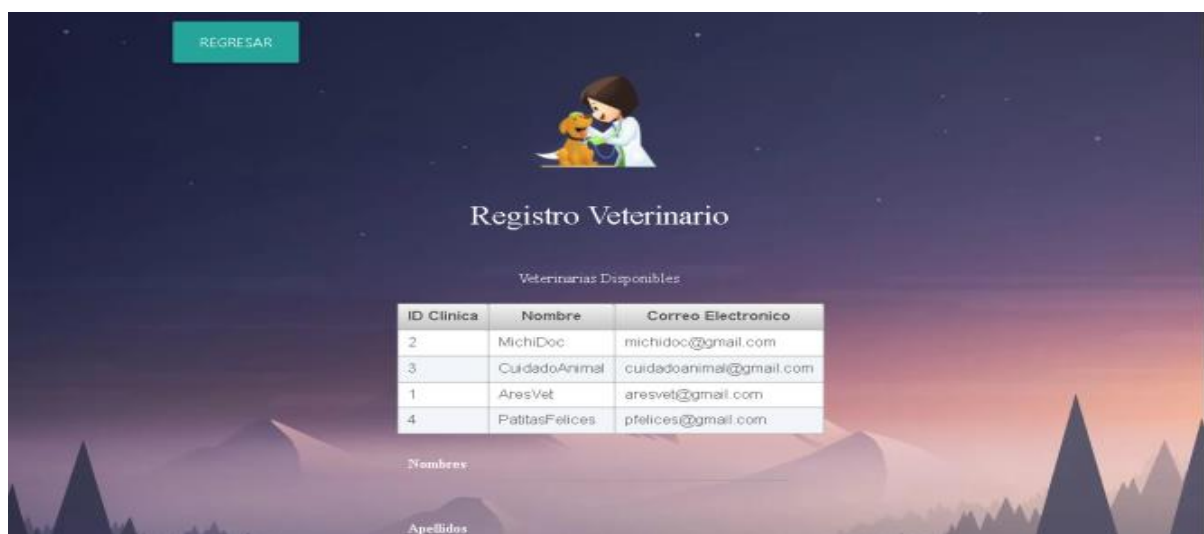 REGRESAR
Registro Veterinario
Veterinarias Disponibles
ID Clinica Nombre Correo Electronico
2 MichiDoc michidoc@gmail.com
3 CuidadoAnimal cuidadoanimal@gmail.com
1 AresVet aresvet@gmail.com
4 PatitasFelices pfelices@gmail.com
Nombres
Apellidos